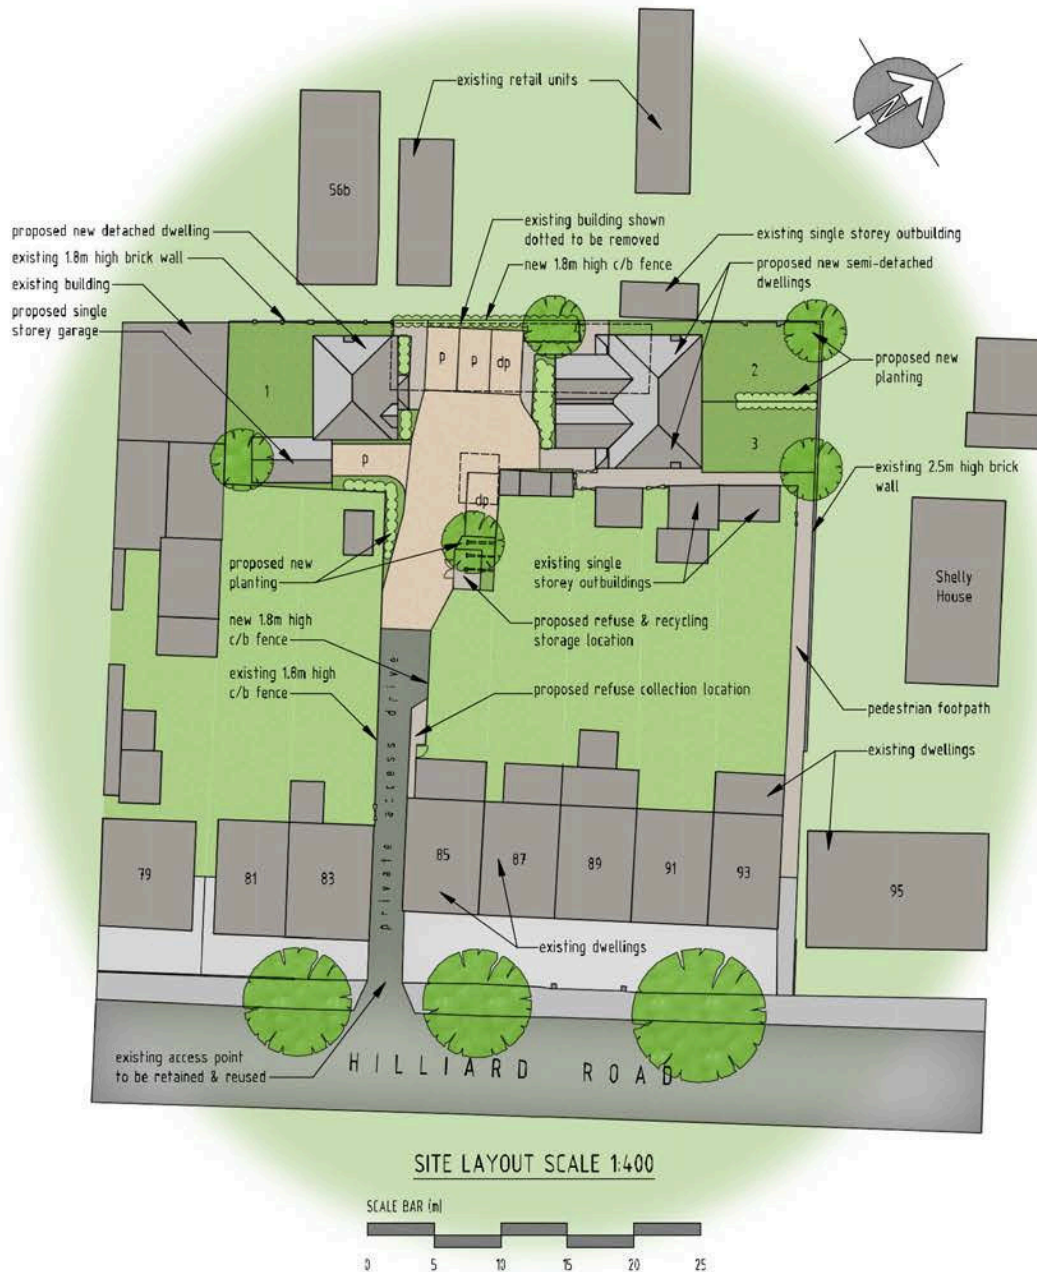 existing retail units
N
56b
proposed new detached dwelling
existing 1.8m high brick wall
existing building
proposed single
storey garage
existing building shown
dotted to be removed
new 1.8m high c/b fence
existing single storey outbuilding
proposed new semi-detached
dwellings
p
p
dp
1
2
3
proposed new
planting
p
dp
existing 2.5m high brick
wall
proposed new
planting
existing single
storey outbuildings
Shelly
House
new 1.8m high
c/b fence
proposed refuse & recycling
storage location
existing 1.8m high
c/b fence
private access drive
proposed refuse collection location
pedestrian footpath
existing dwellings
79
81
83
85
87
89
91
93
95
existing dwellings
existing access point
to be retained & reused
HILLIARD ROAD
SITE LAYOUT SCALE 1:400
SCALE BAR (m)
0 5 10 15 20 25